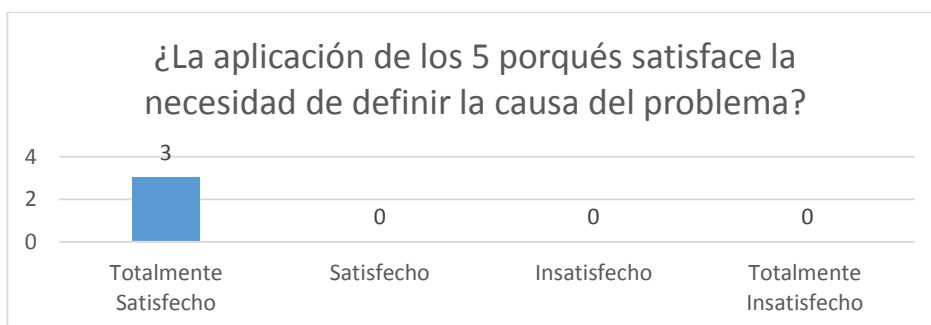 ¿La aplicación de los 5 porqués satisface la
necesidad de definir la causa del problema?
4
2
0
3
0
0
0
Totalmente
Satisfecho
Satisfecho
Insatisfecho
Totalmente
Insatisfecho